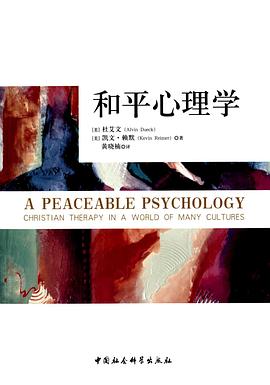 和平心理学
[美] 杜艾文 (Alvin Dueck)
[美] 凯文·赖默 (Kevin Reimer) 著
黄晓楠 译
A PEACEABLE PSYCHOLOGY
CHRISTIAN THERAPY IN A WORLD OF MANY CULTURES
中国社会科学出版社